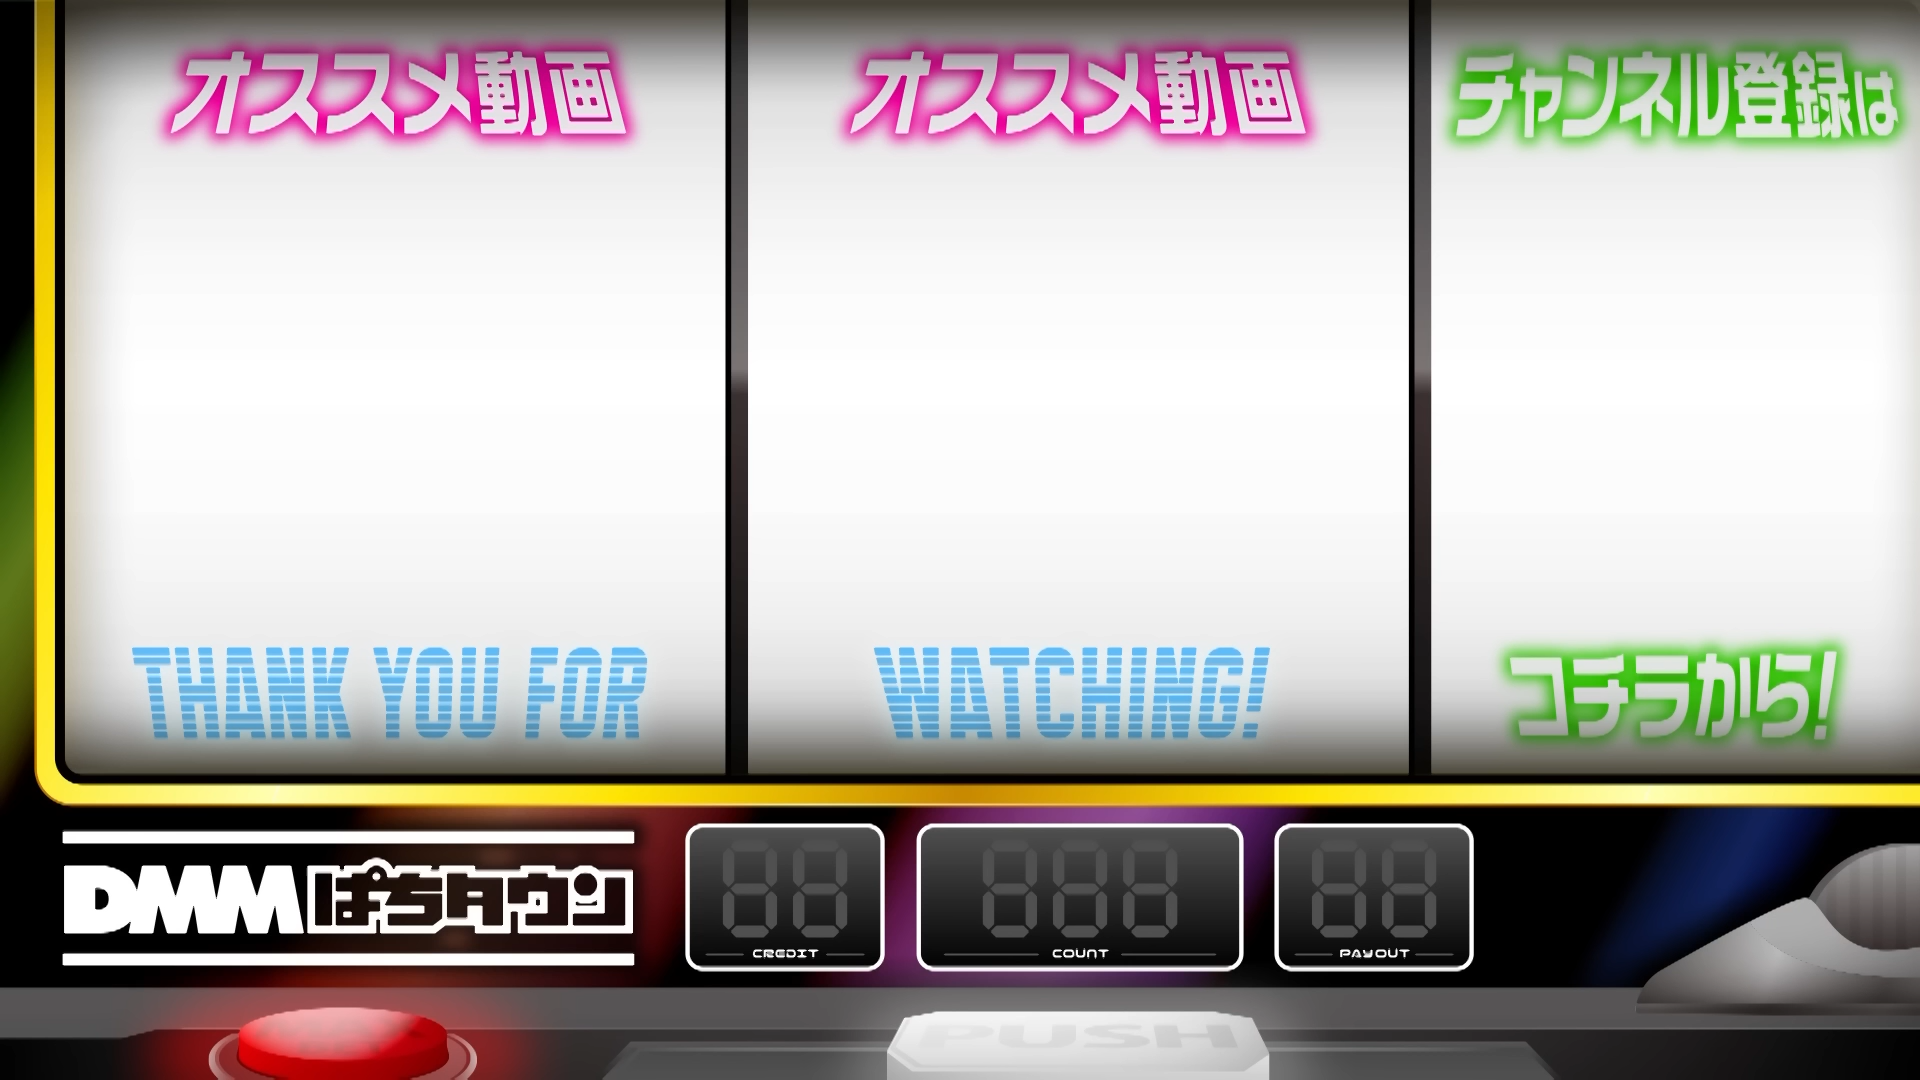 オススメ動画
オススメ動画
チャンネル登録は
THANK YOU FOR
WATCHING!
コチラから!
DMMぱちタウン
CREDIT
COUNT
PAYOUT
PUSH